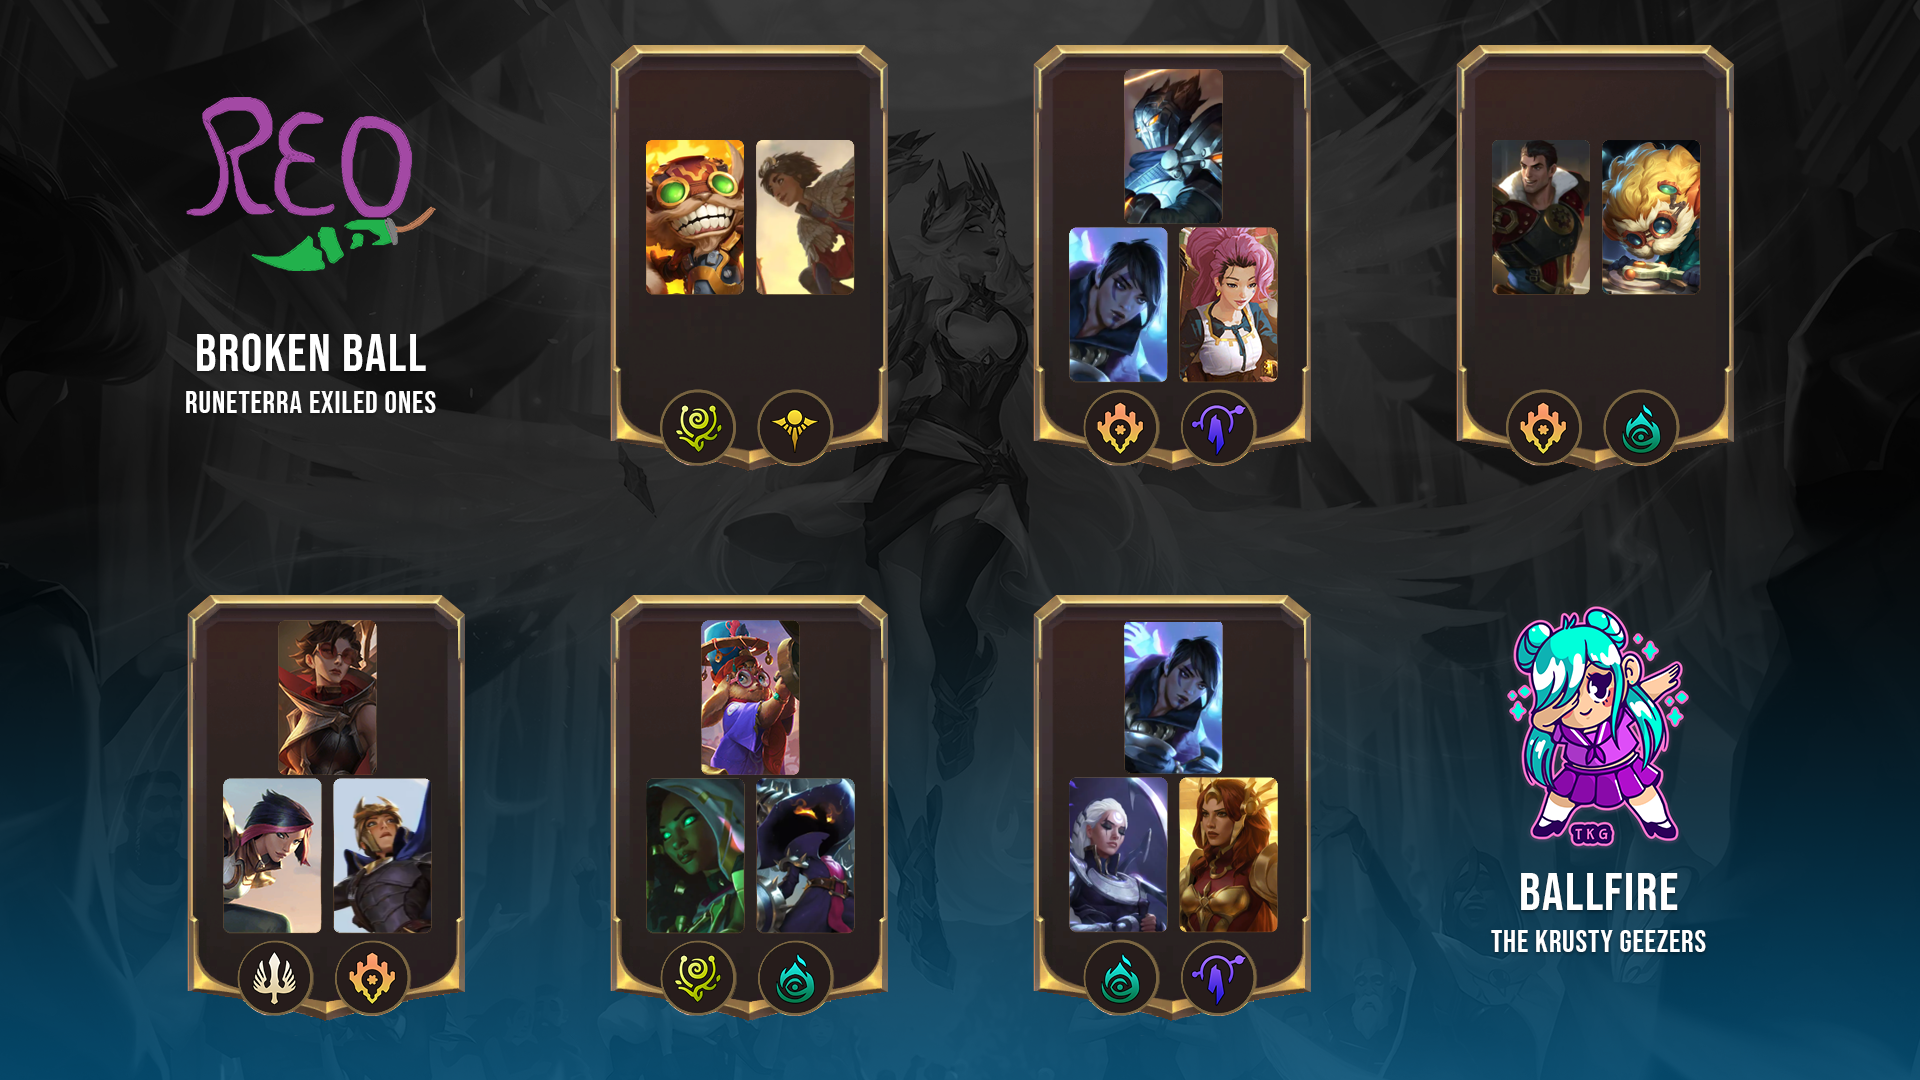 REO
BROKEN BALL
RUNETERRA EXILED ONES
TKG
BALLFIRE
THE KRUSTY GEEZERS